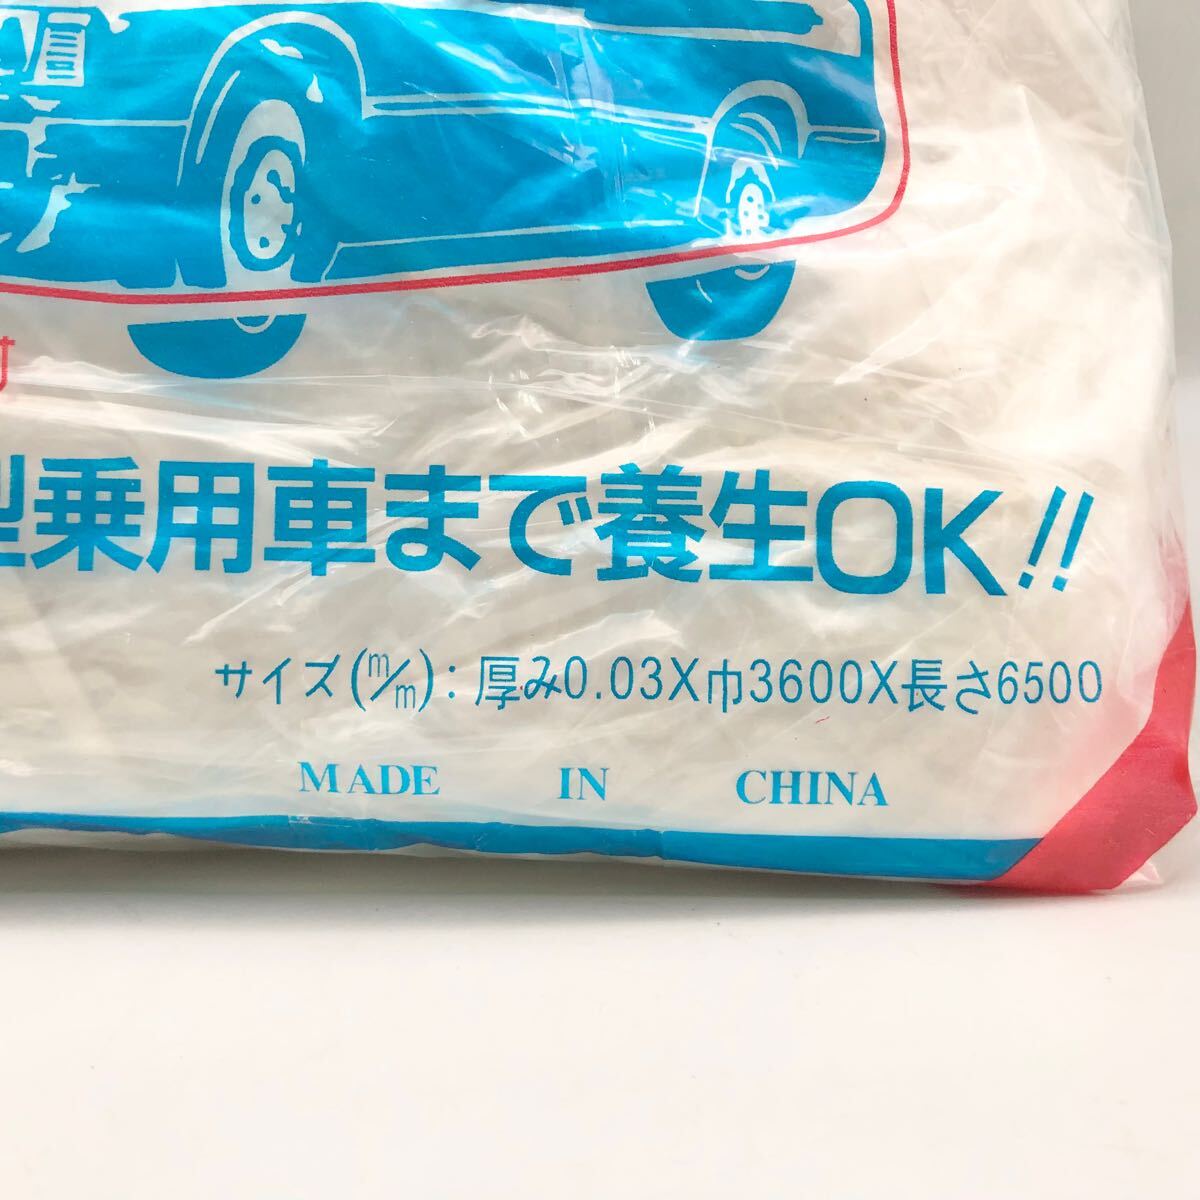 付
型乗用車まで養生OK!!
サイズ(m/m): 厚み0.03X巾3600X長さ6500
MADE IN CHINA